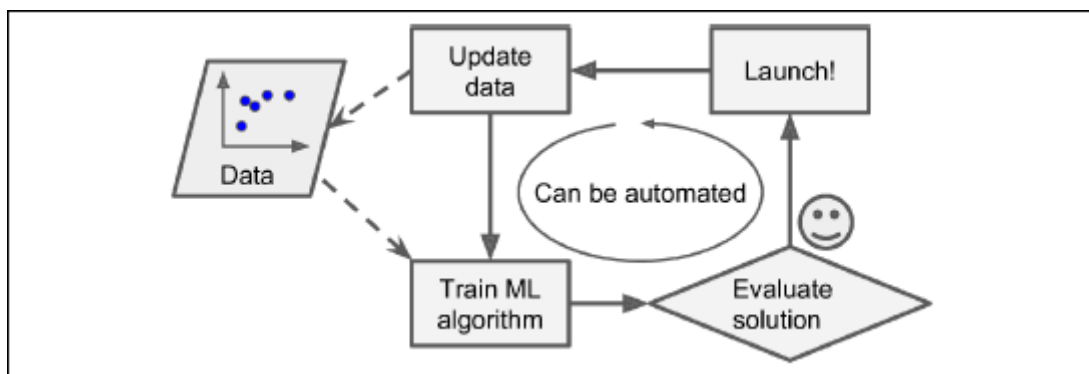 Update
data
Launch!
Data
Can be automated
Train ML
algorithm
Evaluate
solution